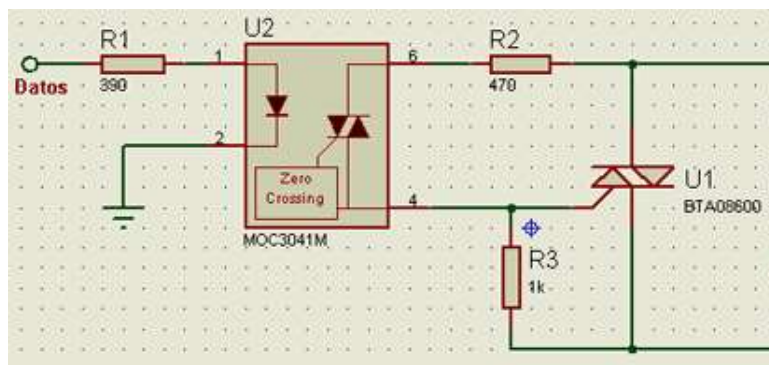 R1
390
Datos
U2
1
2
6
4
Zero
Crossing
MOC3041M
R2
470
U1
BTA08600
R3
1k